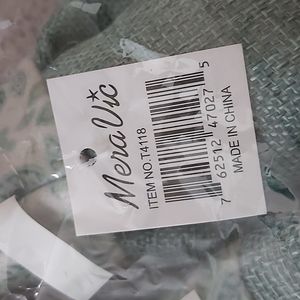 MeraVic
ITEM NO.T4118
7 62512 47027 5
MADE IN CHINA